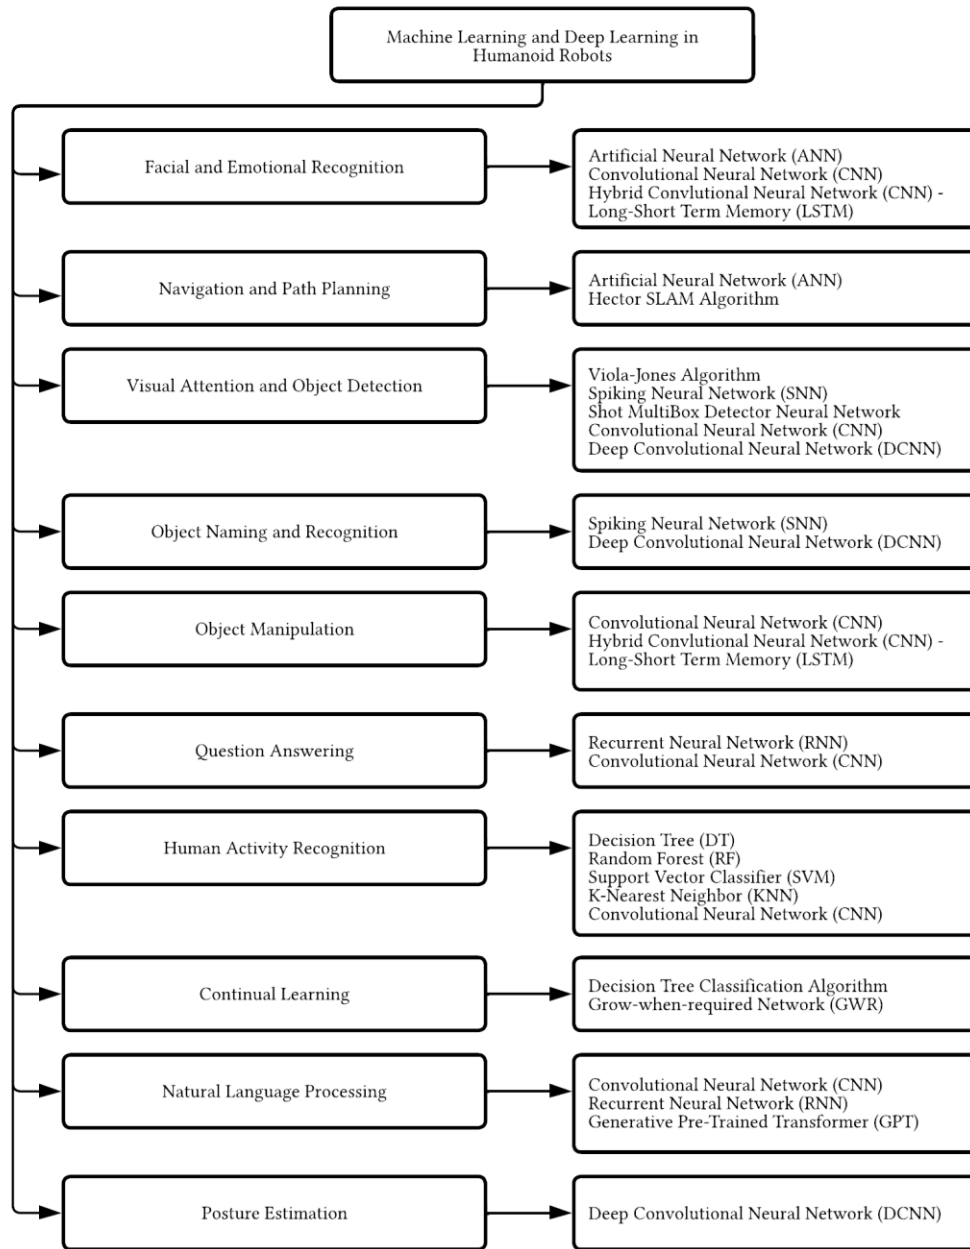 Machine Learning and Deep Learning in
Humanoid Robots
Facial and Emotional Recognition
Artificial Neural Network (ANN)
Convolutional Neural Network (CNN)
Hybrid Convlutional Neural Network (CNN) -
Long-Short Term Memory (LSTM)
Navigation and Path Planning
Artificial Neural Network (ANN)
Hector SLAM Algorithm
Visual Attention and Object Detection
Viola-Jones Algorithm
Spiking Neural Network (SNN)
Shot MultiBox Detector Neural Network
Convolutional Neural Network (CNN)
Deep Convolutional Neural Network (DCNN)
Object Naming and Recognition
Spiking Neural Network (SNN)
Deep Convolutional Neural Network (DCNN)
Object Manipulation
Convolutional Neural Network (CNN)
Hybrid Convlutional Neural Network (CNN) -
Long-Short Term Memory (LSTM)
Question Answering
Recurrent Neural Network (RNN)
Convolutional Neural Network (CNN)
Human Activity Recognition
Decision Tree (DT)
Random Forest (RF)
Support Vector Classifier (SVM)
K-Nearest Neighbor (KNN)
Convolutional Neural Network (CNN)
Continual Learning
Decision Tree Classification Algorithm
Grow-when-required Network (GWR)
Natural Language Processing
Convolutional Neural Network (CNN)
Recurrent Neural Network (RNN)
Generative Pre-Trained Transformer (GPT)
Posture Estimation
Deep Convolutional Neural Network (DCNN)